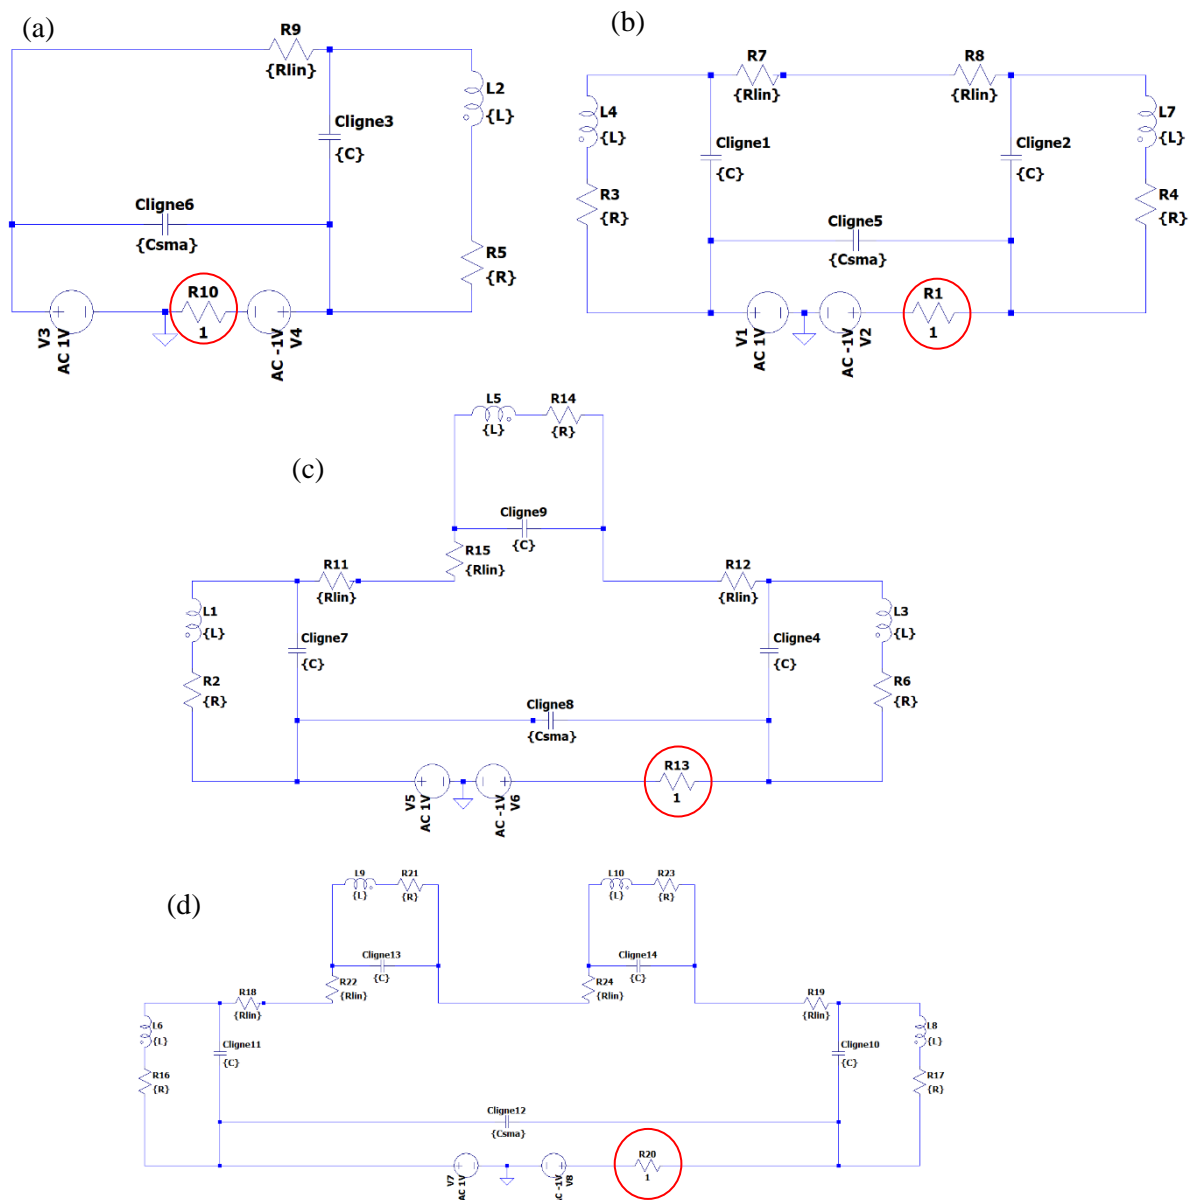 (a)
R9
{Rlin}
L2
{L}
Cligne3
{C}
Cligne6
{Csma}
R5
{R}
R10
1
V3
AC 1V
V4
AC -1V
(b)
R7
{Rlin}
R8
{Rlin}
L4
{L}
L7
{L}
Cligne1
{C}
Cligne2
{C}
R3
{R}
R4
{R}
Cligne5
{Csma}
R1
1
V1
AC 1V
V2
AC -1V
(c)
L5
{L}
R14
{R}
Cligne9
{C}
R15
{Rlin}
R11
{Rlin}
R12
{Rlin}
L1
{L}
L3
{L}
Cligne7
{C}
Cligne4
{C}
R2
{R}
R6
{R}
Cligne8
{Csma}
R13
1
V5
AC 1V
V6
AC -1V
(d)
L9
{L}
R21
{R}
L10
{L}
R23
{R}
Cligne13
{C}
Cligne14
{C}
R22
{Rlin}
R24
{Rlin}
R18
{Rlin}
R19
{Rlin}
L6
{L}
L8
{L}
Cligne11
{C}
Cligne10
{C}
R16
{R}
R17
{R}
Cligne12
{Csma}
R20
1
V7
AC 1V
V8
AC -1V